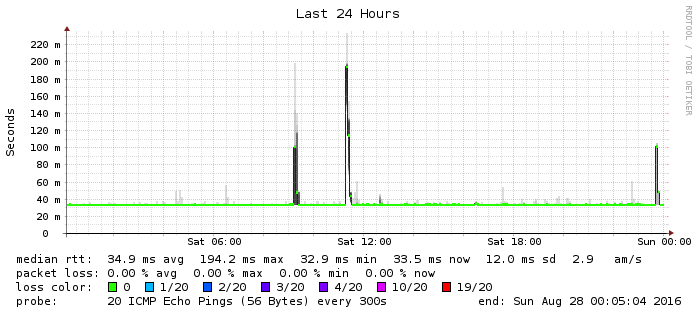 Last 24 Hours
RRDTOOL / TOBI OETIKER
Seconds
220 m
200 m
180 m
160 m
140 m
120 m
100 m
80 m
60 m
40 m
20 m
0
Sat 06:00 Sat 12:00 Sat 18:00 Sun 00:00
median rtt: 34.9 ms avg 194.2 ms max 32.9 ms min 33.5 ms now 12.0 ms sd 2.9 am/s
packet loss: 0.00 % avg 0.00 % max 0.00 % min 0.00 % now
loss color: 0 1/20 2/20 3/20 4/20 10/20 19/20
probe: 20 ICMP Echo Pings (56 Bytes) every 300s end: Sun Aug 28 00:05:04 2016